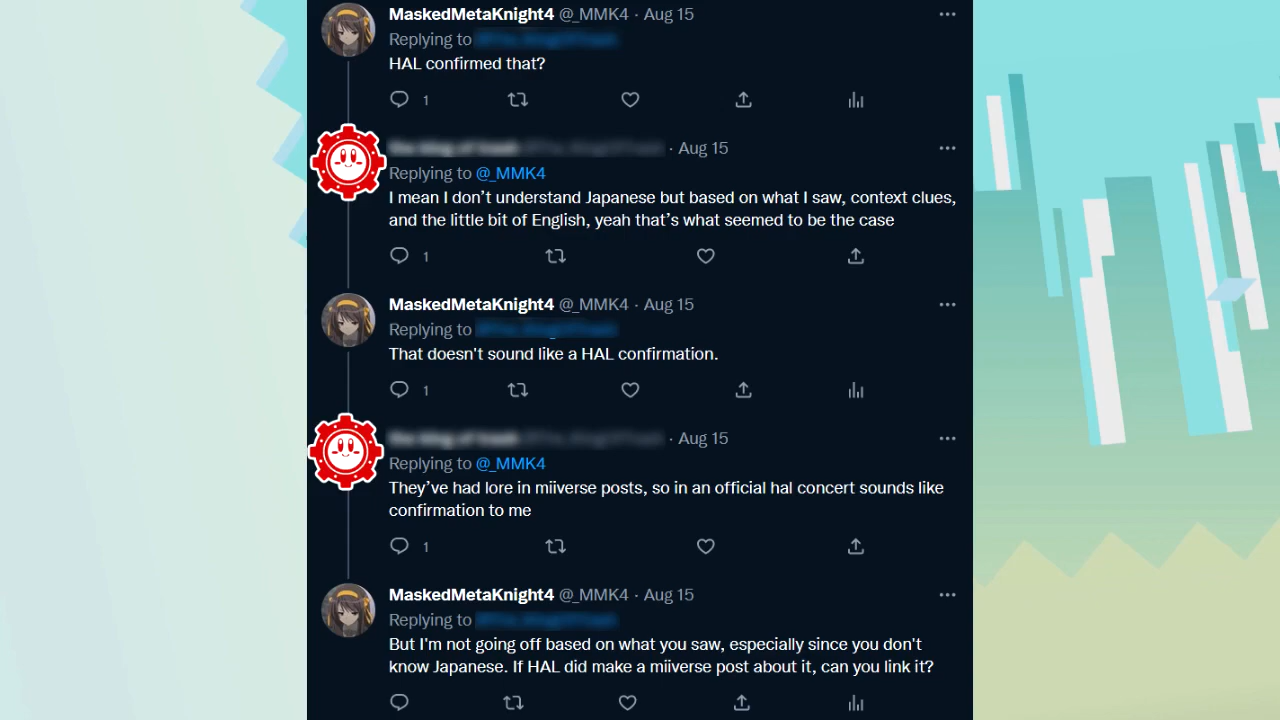 MaskedMetaKnight4 @_MMK4 · Aug 15
Replying to
HAL confirmed that?
1
· Aug 15
Replying to @_MMK4
I mean I don’t understand Japanese but based on what I saw, context clues,
and the little bit of English, yeah that’s what seemed to be the case
1
MaskedMetaKnight4 @_MMK4 · Aug 15
Replying to
That doesn't sound like a HAL confirmation.
1
· Aug 15
Replying to @_MMK4
They’ve had lore in miiverse posts, so in an official hal concert sounds like
confirmation to me
1
MaskedMetaKnight4 @_MMK4 · Aug 15
Replying to
But I'm not going off based on what you saw, especially since you don't
know Japanese. If HAL did make a miiverse post about it, can you link it?